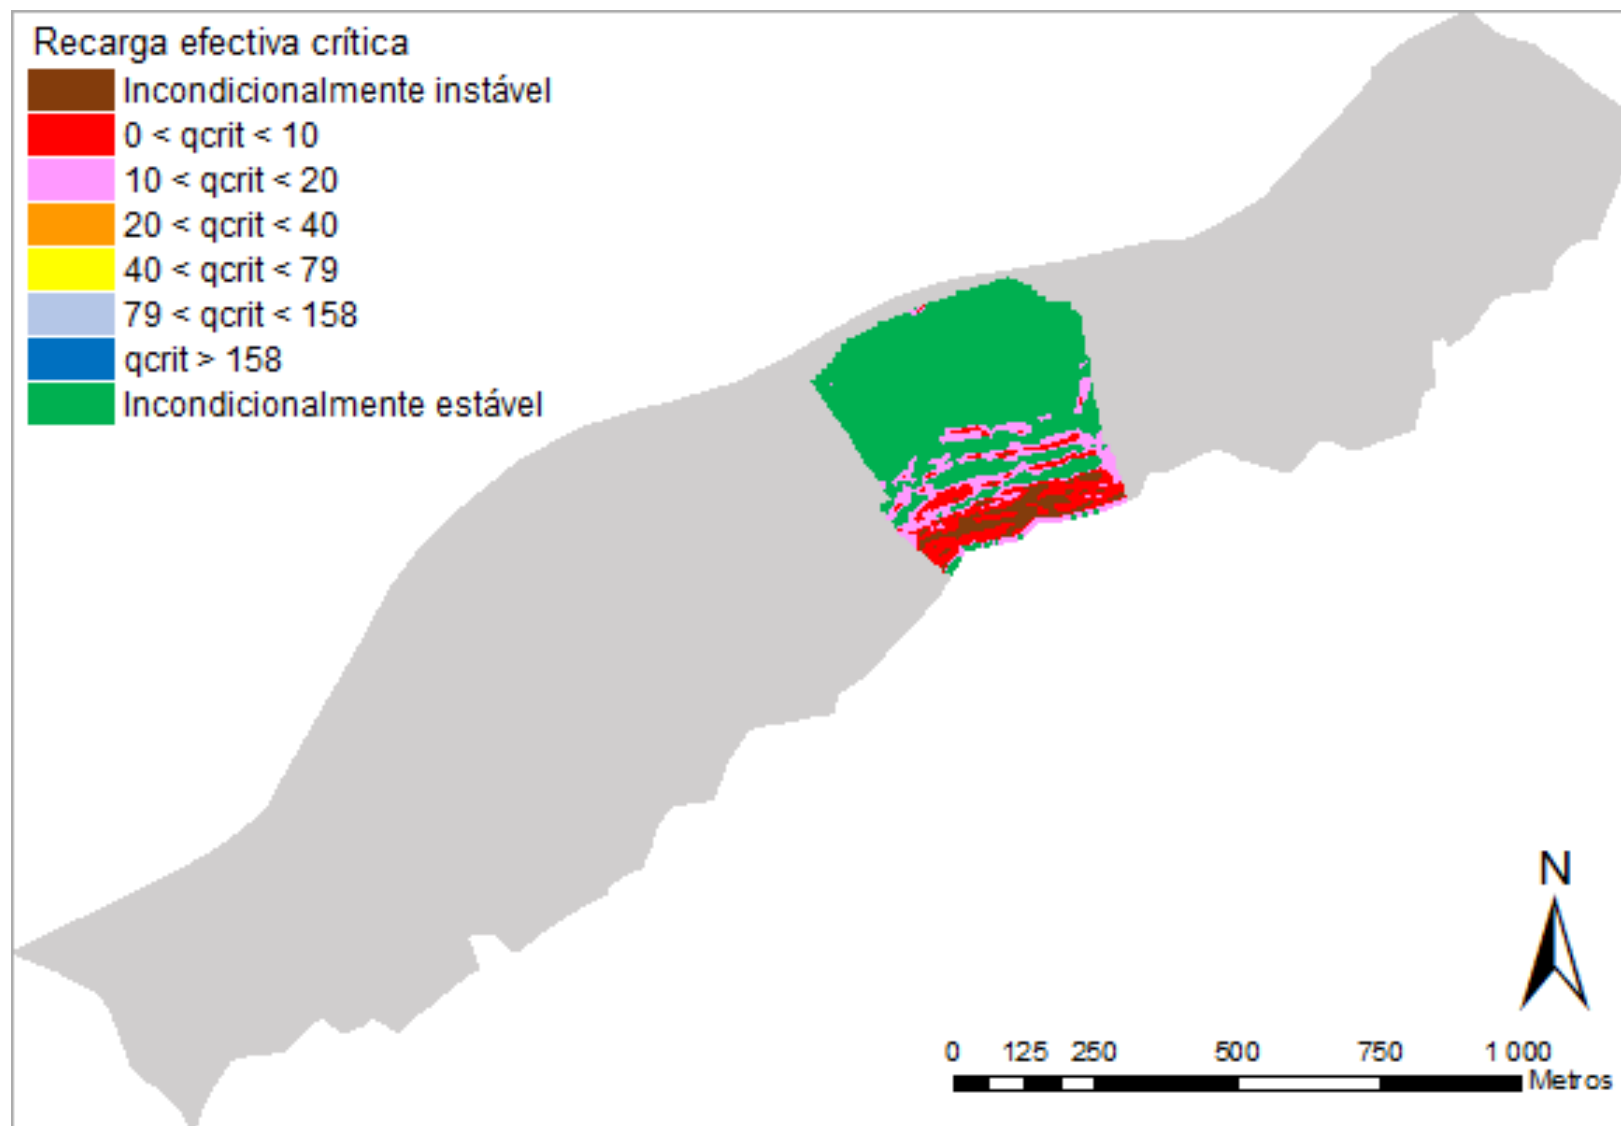 Recarga efectiva crítica
Incondicionalmente instável
0 < qcrit < 10
10 < qcrit < 20
20 < qcrit < 40
40 < qcrit < 79
79 < qcrit < 158
qcrit > 158
Incondicionalmente estável
N
0 125 250 500 750 1 000
Metros